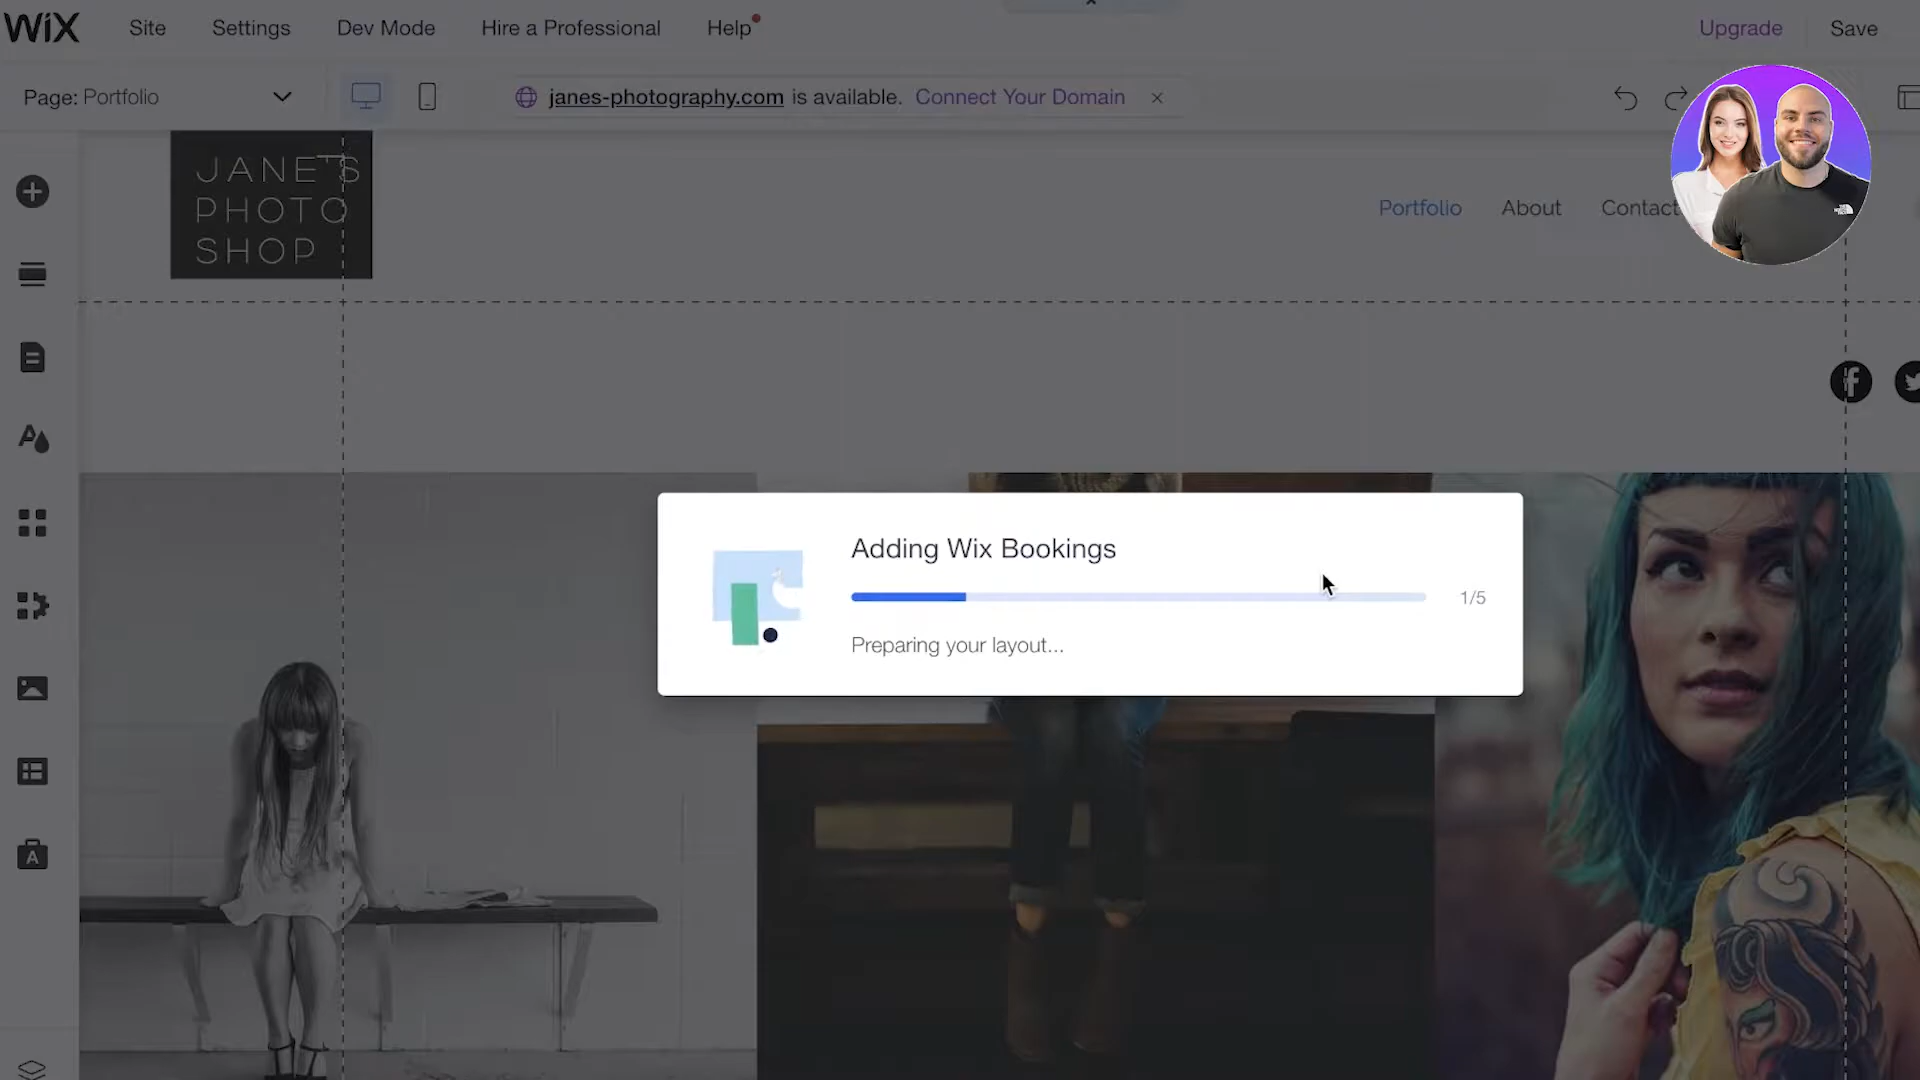 WiX Site Settings Dev Mode Hire a Professional Help Upgrade Save
Page: Portfolio janes-photography.com is available. Connect Your Domain ×
JANE'S
PHOTO
SHOP
Portfolio About Contact
Adding Wix Bookings
1/5
Preparing your layout...